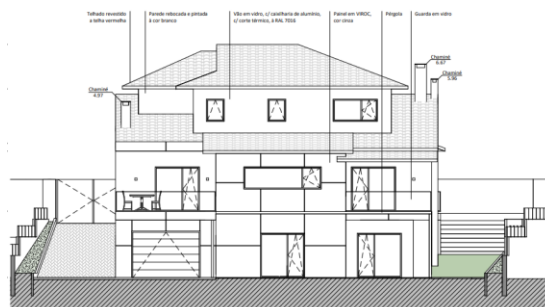 Telhado revestido
a telha vermelha
Parede rebocada e pintada
à cor branca
Vão em vidro, c/ caixilharia de alumínio,
c/ corte térmico, à RAL 7016
Painel em VIROC,
cor cinza
Pérgola
Guarda em vidro
Chaminé
6.67
Chaminé
5.96
Chaminé
4.97